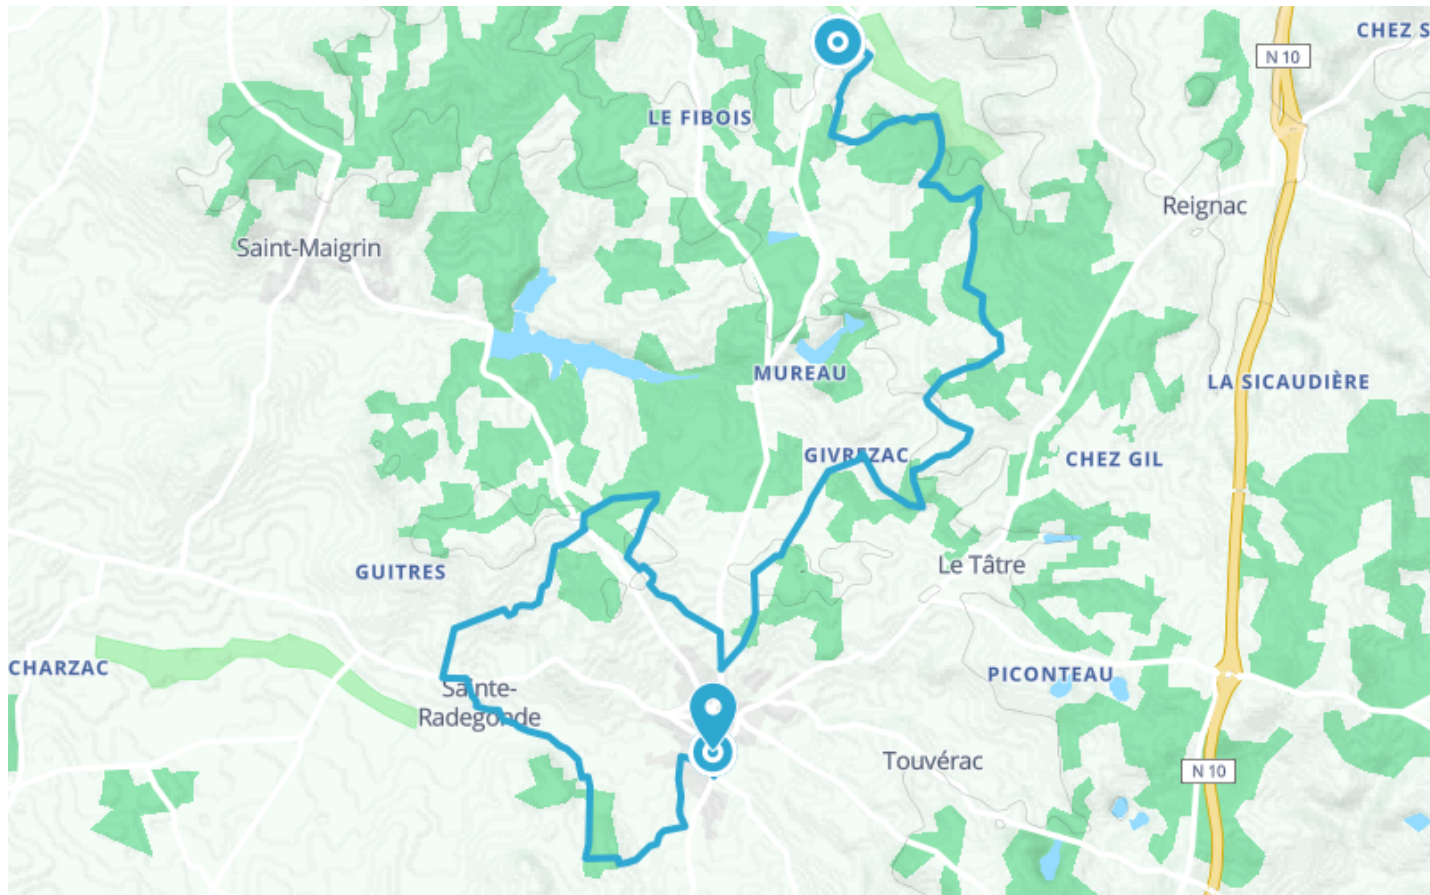 CHEZ S
N 10
LE FIBOIS
Reignac
Saint-Maigrin
MUREAU
LA SICAUDIÈRE
GIVREZAC
CHEZ GIL
Le Tâtre
GUITRES
CHARZAC
PICONTEAU
Sainte-
Radegonde
Touvérac
N 10